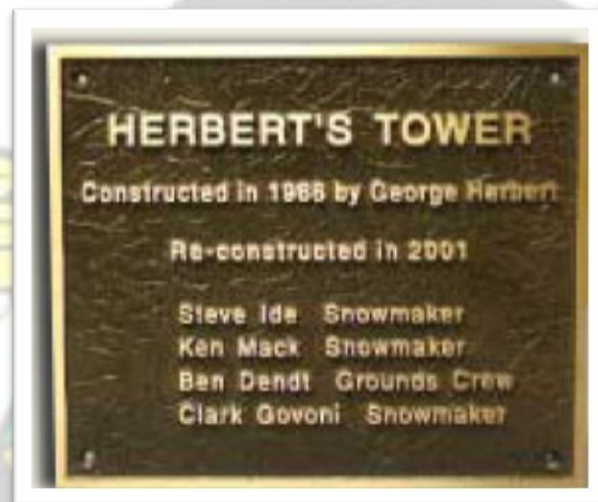 HERBERT'S TOWER
Constructed in 1966 by George Herbert
Re-constructed in 2001
Steve Ide Snowmaker
Ken Mack Snowmaker
Ben Dendt Grounds Crew
Clark Govoni Snowmaker